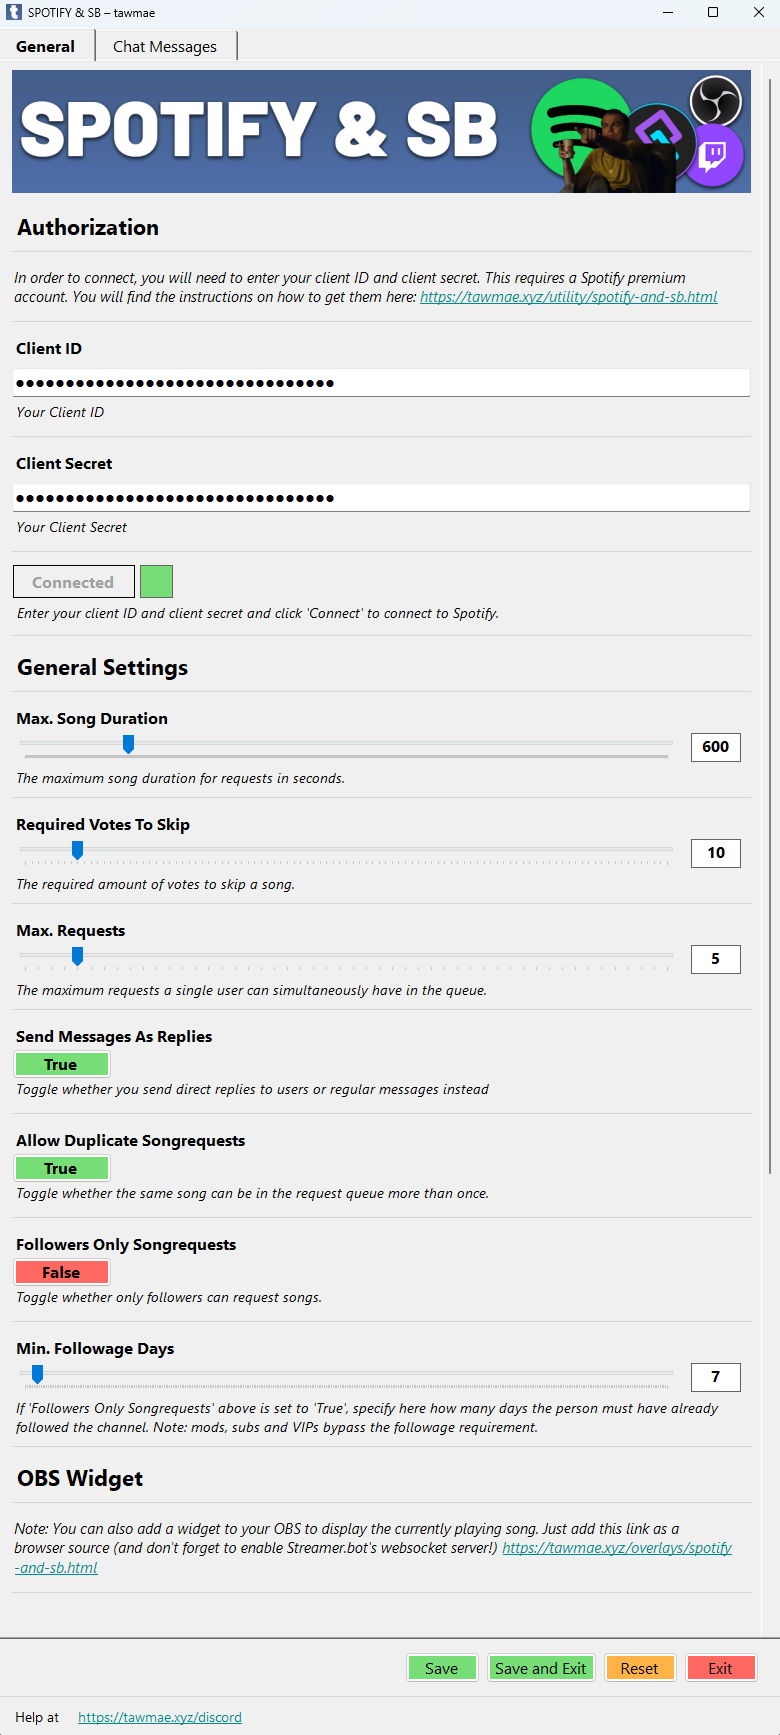 SPOTIFY & SB – tawmae
General
Chat Messages
SPOTIFY & SB
Authorization
In order to connect, you will need to enter your client ID and client secret. This requires a Spotify premium
account. You will find the instructions on how to get them here: https://tawmae.xyz/utility/spotify-and-sb.html
Client ID
••••••••••••••••••••••••••••••••
Your Client ID
Client Secret
••••••••••••••••••••••••••••••••
Your Client Secret
Connected
Enter your client ID and client secret and click 'Connect' to connect to Spotify.
General Settings
Max. Song Duration
600
The maximum song duration for requests in seconds.
Required Votes To Skip
10
The required amount of votes to skip a song.
Max. Requests
5
The maximum requests a single user can simultaneously have in the queue.
Send Messages As Replies
True
Toggle whether you send direct replies to users or regular messages instead
Allow Duplicate Songrequests
True
Toggle whether the same song can be in the request queue more than once.
Followers Only Songrequests
False
Toggle whether only followers can request songs.
Min. Followage Days
7
If 'Followers Only Songrequests' above is set to 'True', specify here how many days the person must have already
followed the channel. Note: mods, subs and VIPs bypass the followage requirement.
OBS Widget
Note: You can also add a widget to your OBS to display the currently playing song. Just add this link as a
browser source (and don't forget to enable Streamer.bot's websocket server!) https://tawmae.xyz/overlays/spotify
-and-sb.html
Save
Save and Exit
Reset
Exit
Help at https://tawmae.xyz/discord